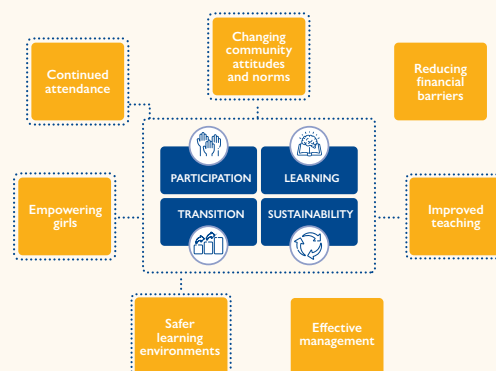 Changing
community
attitudes
and norms
Continued
attendance
Reducing
financial
barriers
PARTICIPATION
LEARNING
TRANSITION
SUSTAINABILITY
Empowering
girls
Improved
teaching
Safer
learning
environments
Effective
management